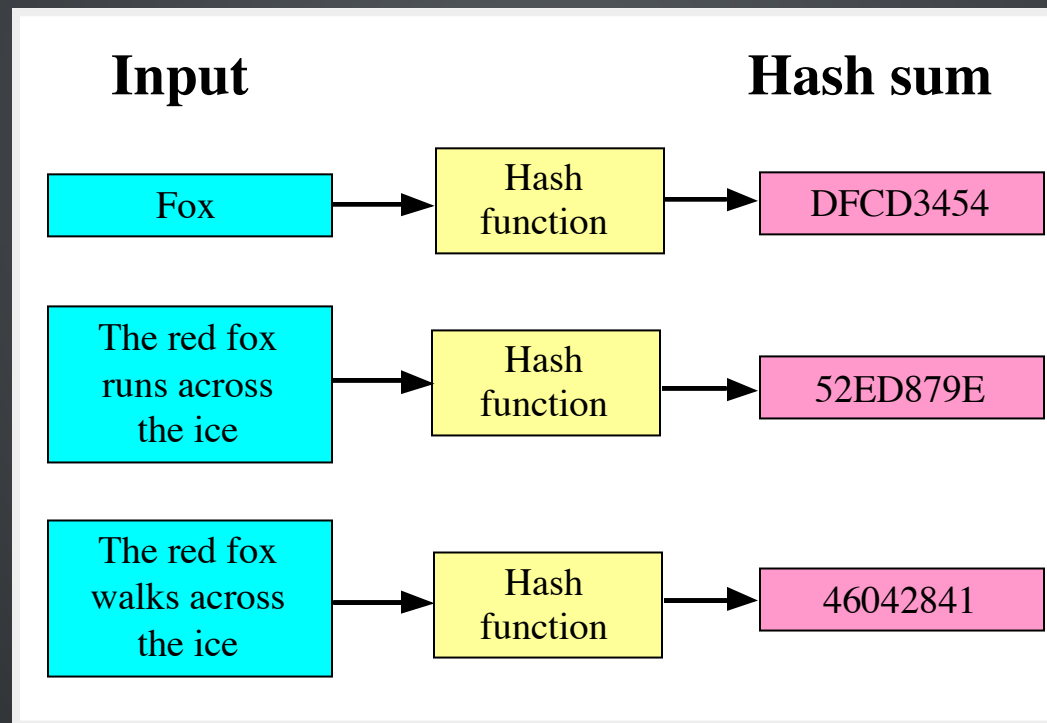 Input
Hash sum
Fox
Hash
function
DFCD3454
The red fox
runs across
the ice
Hash
function
52ED879E
The red fox
walks across
the ice
Hash
function
46042841